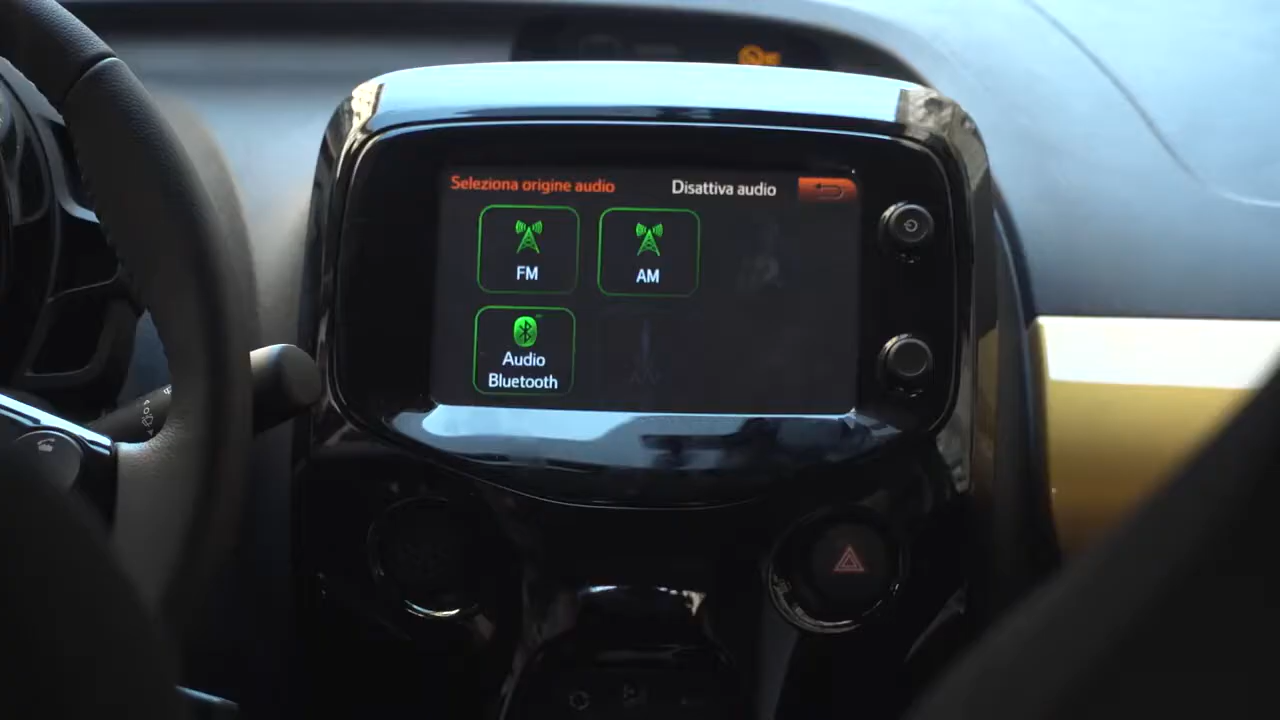 Seleziona origine audio
Disattiva audio
FM
AM
Audio
Bluetooth